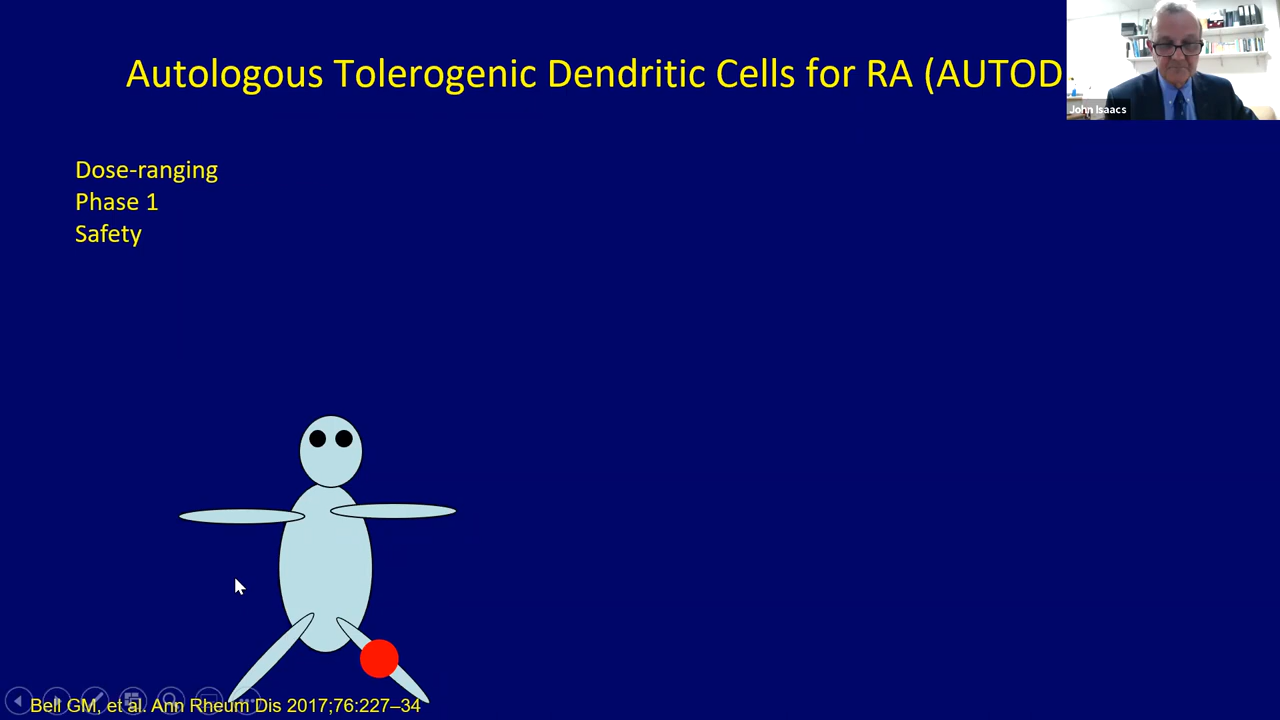 Autologous Tolerogenic Dendritic Cells for RA (AUTOD
John Isaacs
Dose-ranging
Phase 1
Safety
Bell GM, et al. Ann Rheum Dis 2017;76:227–34